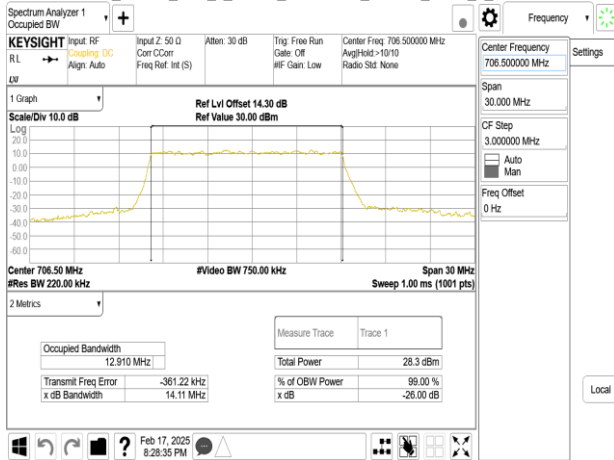 Spectrum Analyzer 1
Occupied BW
+
Frequency
KEYSIGHT
RL
LXI
Input: RF
Coupling: DC
Align: Auto
Input Z: 50 Ω
Corr CCorr
Freq Ref: Int (S)
Atten: 30 dB
Trig: Free Run
Gate: Off
#IF Gain: Low
Center Freq: 706.500000 MHz
Avg|Hold:>10/10
Radio Std: None
Center Frequency
706.500000 MHz
Settings
Span
30.000 MHz
CF Step
3.000000 MHz
Auto
Man
Freq Offset
0 Hz
Local
1 Graph
Scale/Div 10.0 dB
Ref Lvl Offset 14.30 dB
Ref Value 30.00 dBm
Log
20.0
10.0
0.00
-10.0
-20.0
-30.0
-40.0
-50.0
-60.0
Center 706.50 MHz
#Video BW 750.00 kHz
Span 30 MHz
#Res BW 220.00 kHz
Sweep 1.00 ms (1001 pts)
2 Metrics
Measure Trace
Trace 1
Occupied Bandwidth
12.910 MHz
Total Power
28.3 dBm
Transmit Freq Error
-361.22 kHz
% of OBW Power
99.00 %
x dB Bandwidth
14.11 MHz
x dB
-26.00 dB
?
Feb 17, 2025
8:28:35 PM